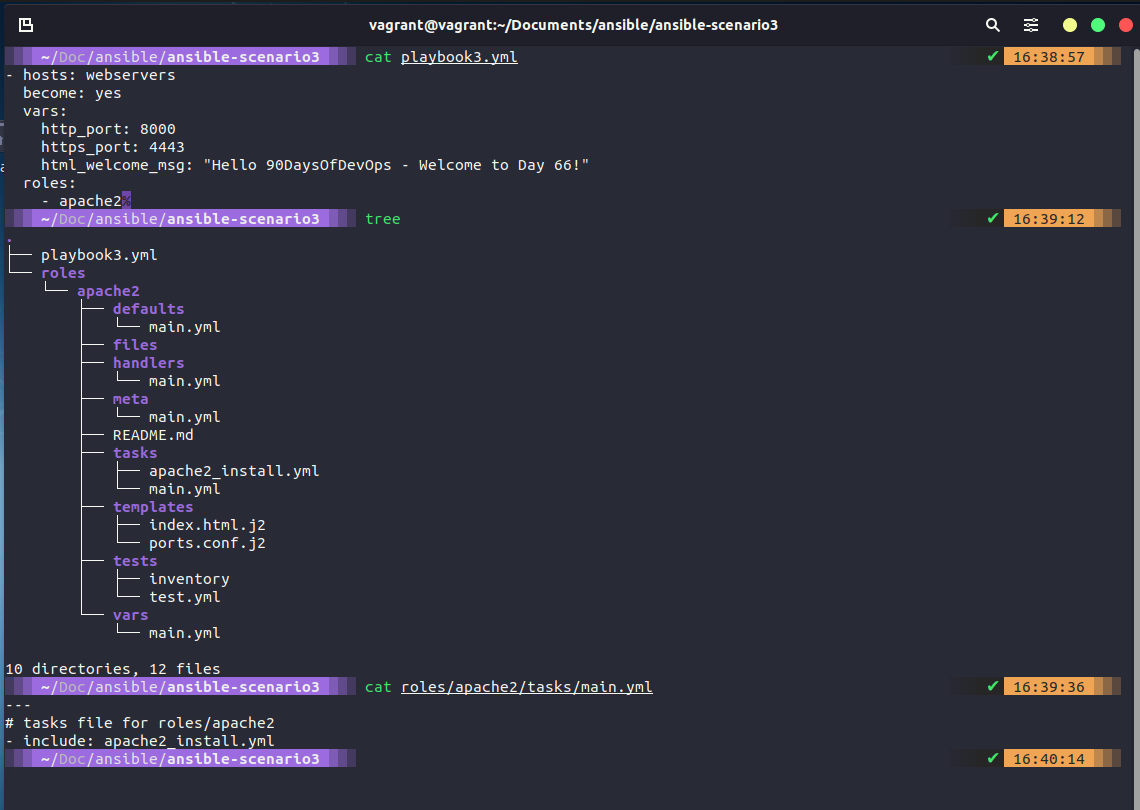 vagrant@vagrant:~/Documents/ansible/ansible-scenario3
~/Doc/ansible/ansible-scenario3 cat playbook3.yml ✔ 16:38:57
- hosts: webservers
  become: yes
  vars:
    http_port: 8000
    https_port: 4443
    html_welcome_msg: "Hello 90DaysOfDevOps - Welcome to Day 66!"
  roles:
    - apache2%
~/Doc/ansible/ansible-scenario3 tree ✔ 16:39:12
.
├── playbook3.yml
└── roles
    └── apache2
        ├── defaults
        │   └── main.yml
        ├── files
        ├── handlers
        │   └── main.yml
        ├── meta
        │   └── main.yml
        ├── README.md
        ├── tasks
        │   ├── apache2_install.yml
        │   └── main.yml
        ├── templates
        │   ├── index.html.j2
        │   └── ports.conf.j2
        ├── tests
        │   ├── inventory
        │   └── test.yml
        └── vars
            └── main.yml
10 directories, 12 files
~/Doc/ansible/ansible-scenario3 cat roles/apache2/tasks/main.yml ✔ 16:39:36
---
# tasks file for roles/apache2
- include: apache2_install.yml
~/Doc/ansible/ansible-scenario3 ✔ 16:40:14